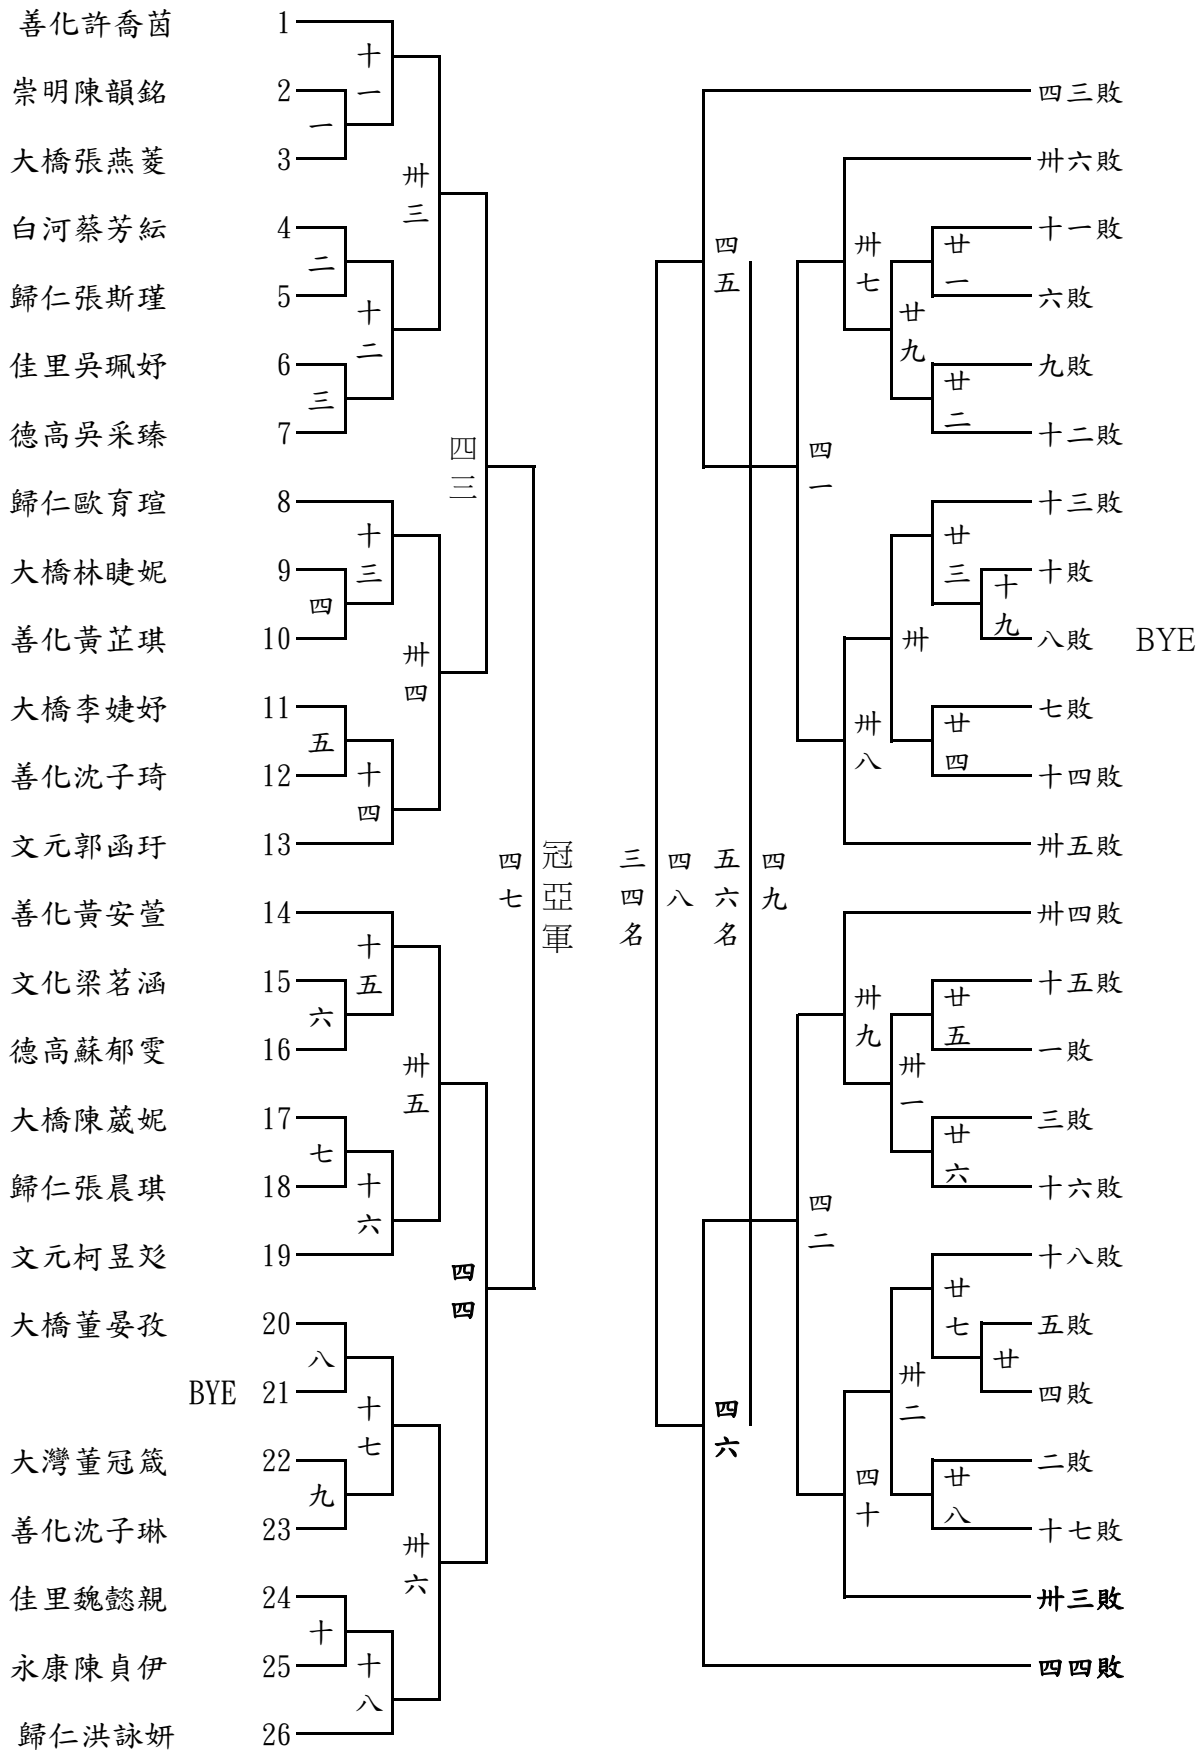 善化許喬茵 1
十一
崇明陳韻銘 2
一
大橋張燕菱 3
卅三
白河蔡芳紜 4
二
歸仁張斯瑾 5
十二
佳里吳珮妤 6
三
德高吳采臻 7
四三
歸仁歐育瑄 8
十三
大橋林睫妮 9
四
善化黃芷琪 10
卅四
大橋李婕妤 11
五
善化沈子琦 12
十四
文元郭函玗 13
四七
冠亞軍
善化黃安萱 14
十五
文化梁茗涵 15
六
德高蘇郁雯 16
卅五
大橋陳葳妮 17
七
歸仁張晨琪 18
十六
文元柯昱彣 19
四四
大橋董晏孜 20
八
BYE 21
十七
大灣董冠箴 22
九
善化沈子琳 23
卅六
佳里魏懿親 24
十
永康陳貞伊 25
十八
歸仁洪詠妍 26
四三敗
卅六敗
四五
卅七
十一敗
廿一
六敗
廿九
九敗
廿二
十二敗
四一
十三敗
廿三
十敗
十九
八敗 BYE
卅
七敗
卅八
廿四
十四敗
卅五敗
三四名
四八
五六名
四九
卅四敗
卅九
十五敗
廿五
一敗
卅一
三敗
廿六
十六敗
四二
十八敗
廿七
五敗
廿
四敗
卅二
四六
二敗
四十
廿八
十七敗
卅三敗
四四敗